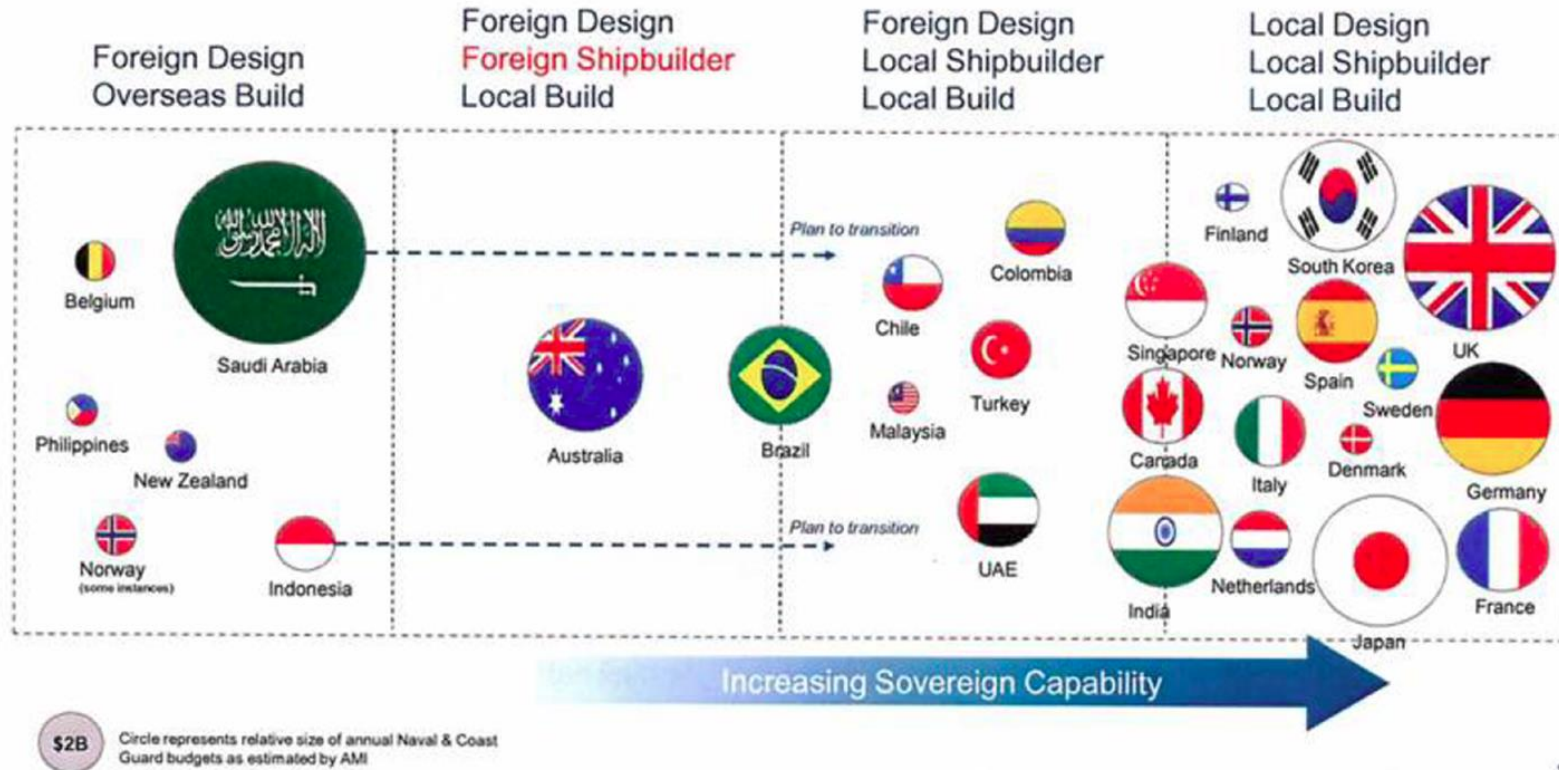 Foreign Design
Overseas Build
Foreign Design
Foreign Shipbuilder
Local Build
Foreign Design
Local Shipbuilder
Local Build
Local Design
Local Shipbuilder
Local Build
Belgium
Saudi Arabia
Philippines
New Zealand
Norway
(some instances)
Indonesia
Plan to transition
Plan to transition
Australia
Brazil
Colombia
Chile
Turkey
Malaysia
UAE
Singapore
Canada
India
Finland
South Korea
UK
Norway
Spain
Sweden
Italy
Denmark
Germany
Netherlands
Japan
France
Increasing Sovereign Capability
$2B
Circle represents relative size of annual Naval & Coast
Guard budgets as estimated by AMI